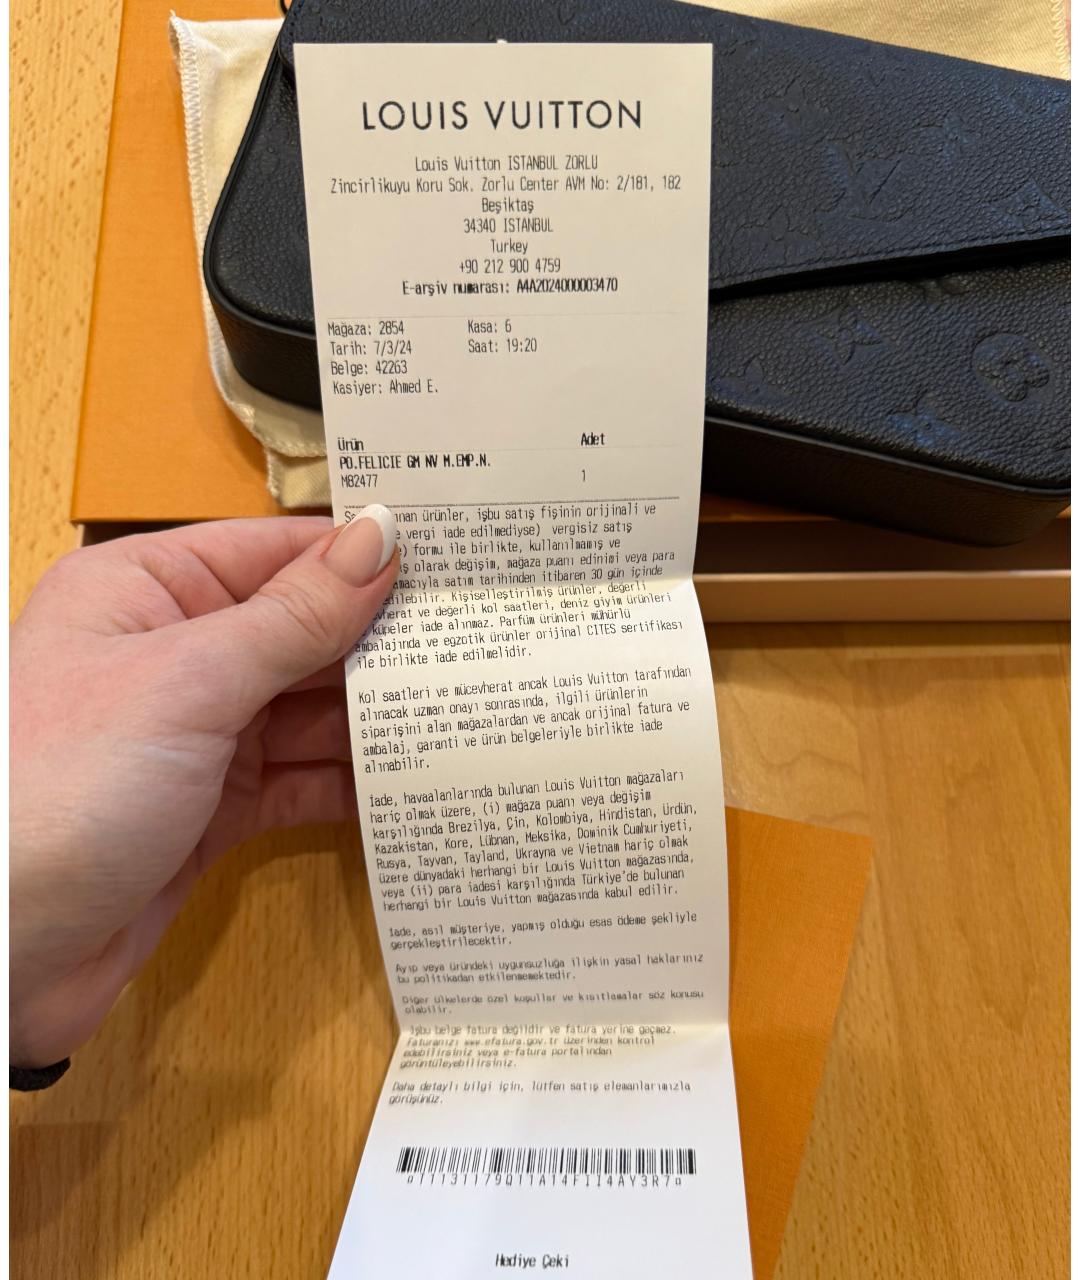 LOUIS VUITTON
Louis Vuitton ISTANBUL ZORLU
Zincirlikuyu Koru Sok. Zorlu Center AVM No: 2/181, 182
Beşiktaş
34340 ISTANBUL
Turkey
+90 212 900 4759
E-arşiv numarası: A4A2024000003470
Mağaza: 2854 Kasa: 6
Tarih: 7/3/24 Saat: 19:20
Belge: 42263
Kasiyer: Ahmed E.
Ürün Adet
PO.FELICIE GM NV M.EMP.N.
M82477 1
ürünler, işbu satış fişinin orijinali ve
vergi iade edilmediyse) vergisiz satış
formu ile birlikte, kullanılmamış ve
olarak değişim, mağaza puanı edinimi veya para
amacıyla satım tarihinden itibaren 30 gün içinde
edilebilir. Kişiselleştirilmiş ürünler, değerli
ve değerli kol saatleri, deniz giyim ürünleri
küpeler iade alınmaz. Parfüm ürünleri mühürlü
ambalajında ve egzotik ürünler orijinal CITES sertifikası
ile birlikte iade edilmelidir.
Kol saatleri ve mücevherat ancak Louis Vuitton tarafından
alınacak uzman onayı sonrasında, ilgili ürünlerin
siparişini alan mağazalardan ve ancak orijinal fatura ve
ambalaj, garanti ve ürün belgeleriyle birlikte iade
alınabilir.
İade, havaalanlarında bulunan Louis Vuitton mağazaları
hariç olmak üzere, (i) mağaza puanı veya değişim
karşılığında Brezilya, Çin, Kolombiya, Hindistan, Ürdün,
Kazakistan, Kore, Lübnan, Meksika, Dominik Cumhuriyeti,
Rusya, Tayvan, Tayland, Ukrayna ve Vietnam hariç olmak
üzere dünyadaki herhangi bir Louis Vuitton mağazasında,
veya (ii) para iadesi karşılığında Türkiye'de bulunan
herhangi bir Louis Vuitton mağazasında kabul edilir.
İade, asıl müşteriye, yapmış olduğu esas ödeme şekliyle
gerçekleştirilecektir.
Ayıp veya üründeki uygunsuzluğa ilişkin yasal haklarınız
bu politikadan etkilenmemektedir.
Diğer ülkelerde özel koşullar ve kısıtlamalar söz konusu
olabilir.
İşbu belge fatura değildir ve fatura yerine geçmez.
Faturanızı www.efatura.gov.tr üzerinden kontrol
edebilirsiniz veya e-fatura portalından
görüntüleyebilirsiniz.
Daha detaylı bilgi için, lütfen satış elemanlarımızla
görüşünüz.
Hediye Çeki